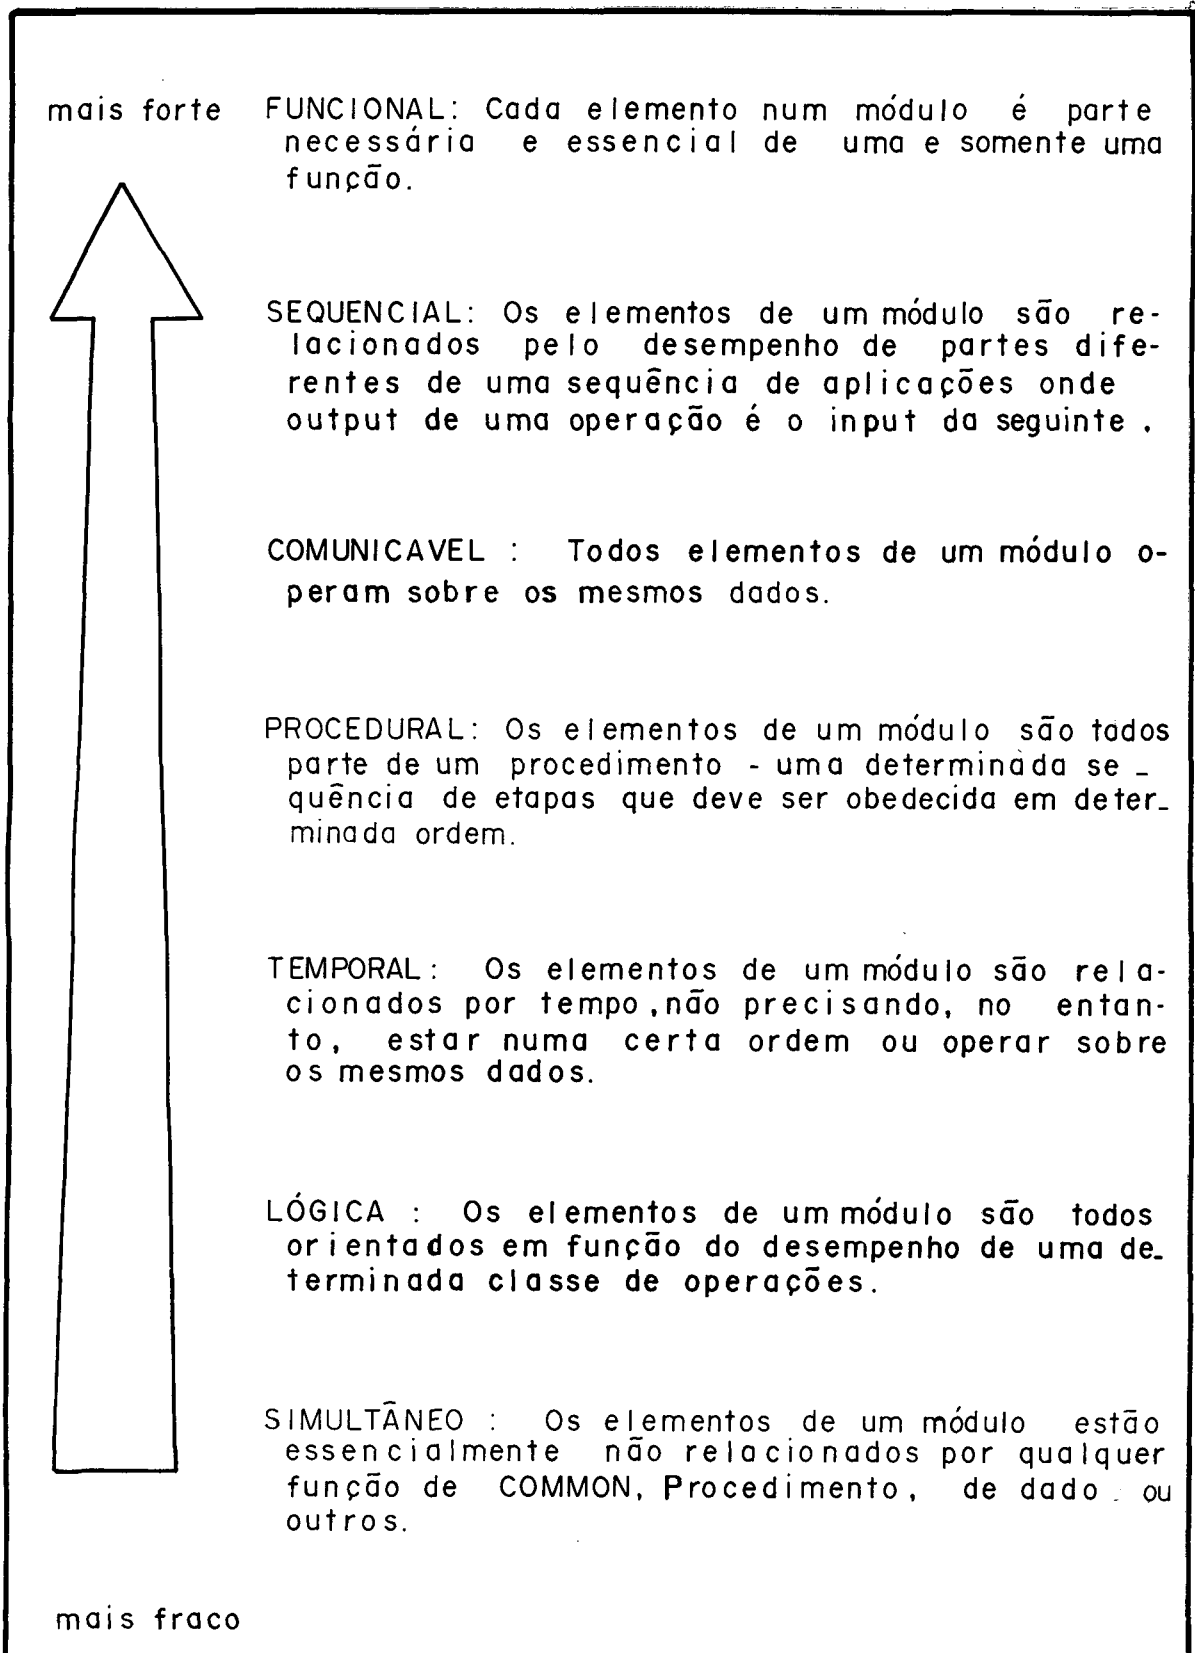 mais forte FUNCIONAL: Cada elemento num módulo é parte
necessária e essencial de uma e somente uma
função.
SEQUENCIAL: Os elementos de um módulo são re-
lacionados pelo desempenho de partes dife-
rentes de uma sequência de aplicações onde
output de uma operação é o input da seguinte.
COMUNICAVEL : Todos elementos de um módulo o-
peram sobre os mesmos dados.
PROCEDURAL: Os elementos de um módulo são todos
parte de um procedimento - uma determinada se_
quência de etapas que deve ser obedecida em deter_
minada ordem.
TEMPORAL: Os elementos de um módulo são rela-
cionados por tempo, não precisando, no entan-
to, estar numa certa ordem ou operar sobre
os mesmos dados.
LÓGICA : Os elementos de um módulo são todos
orientados em função do desempenho de uma de_
terminada classe de operações.
SIMULTÃNEO : Os elementos de um módulo estão
essencialmente não relacionados por qualquer
função de COMMON, Procedimento, de dado. ou
outros.
mais fraco